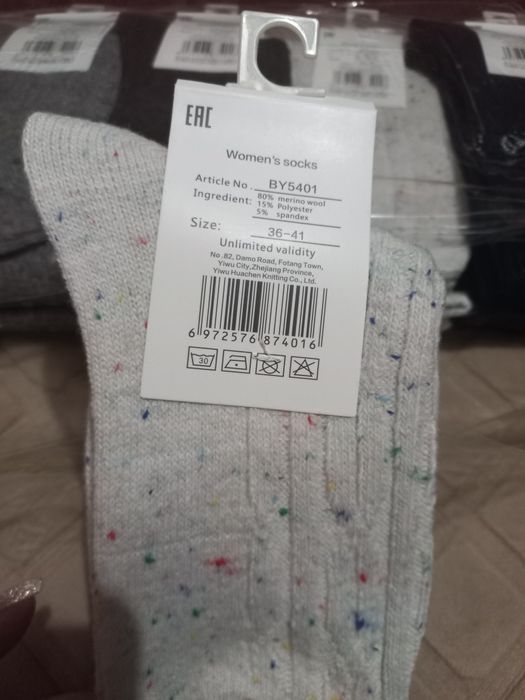 EAC
Women's socks
Article No. BY5401
Ingredient: 80% merino wool
15% Polyester
5% spandex
Size: 36-41
Unlimited validity
No.82, Damo Road, Fotang Town,
Yiwu City,Zhejiang Province,
Yiwu Huachen Knitting Co., Ltd.
6 972576 874016
30